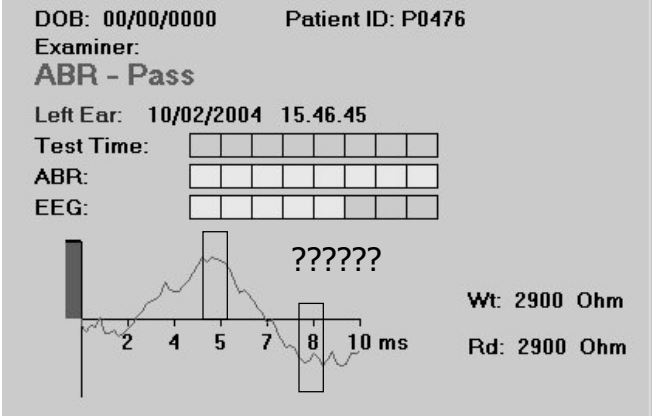 DOB: 00/00/0000 Patient ID: P0476
Examiner:
ABR - Pass
Left Ear: 10/02/2004 15.46.45
Test Time:
ABR:
EEG:
??????
Wt: 2900 Ohm
2 4 5 7 8 10 ms
Rd: 2900 Ohm